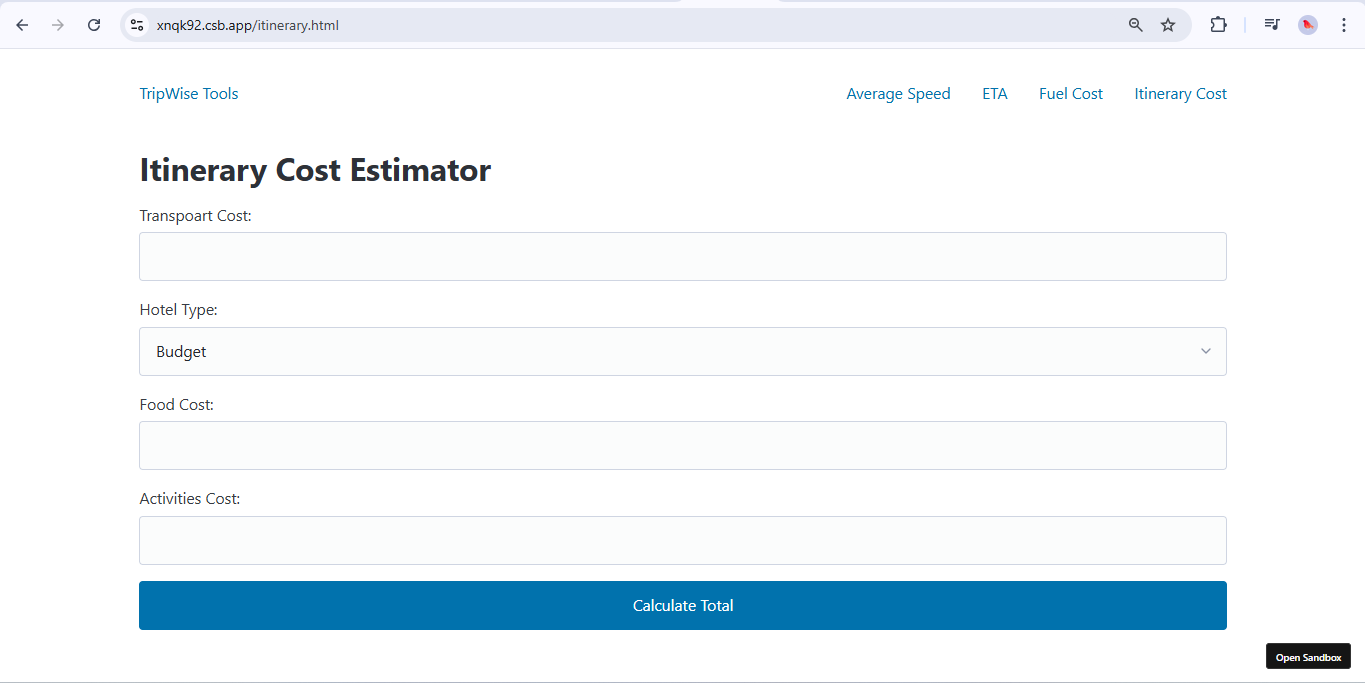 xnqk92.csb.app/itinerary.html
TripWise Tools Average Speed ETA Fuel Cost Itinerary Cost
Itinerary Cost Estimator
Transpoart Cost:
Hotel Type:
Budget
Food Cost:
Activities Cost:
Calculate Total
Open Sandbox